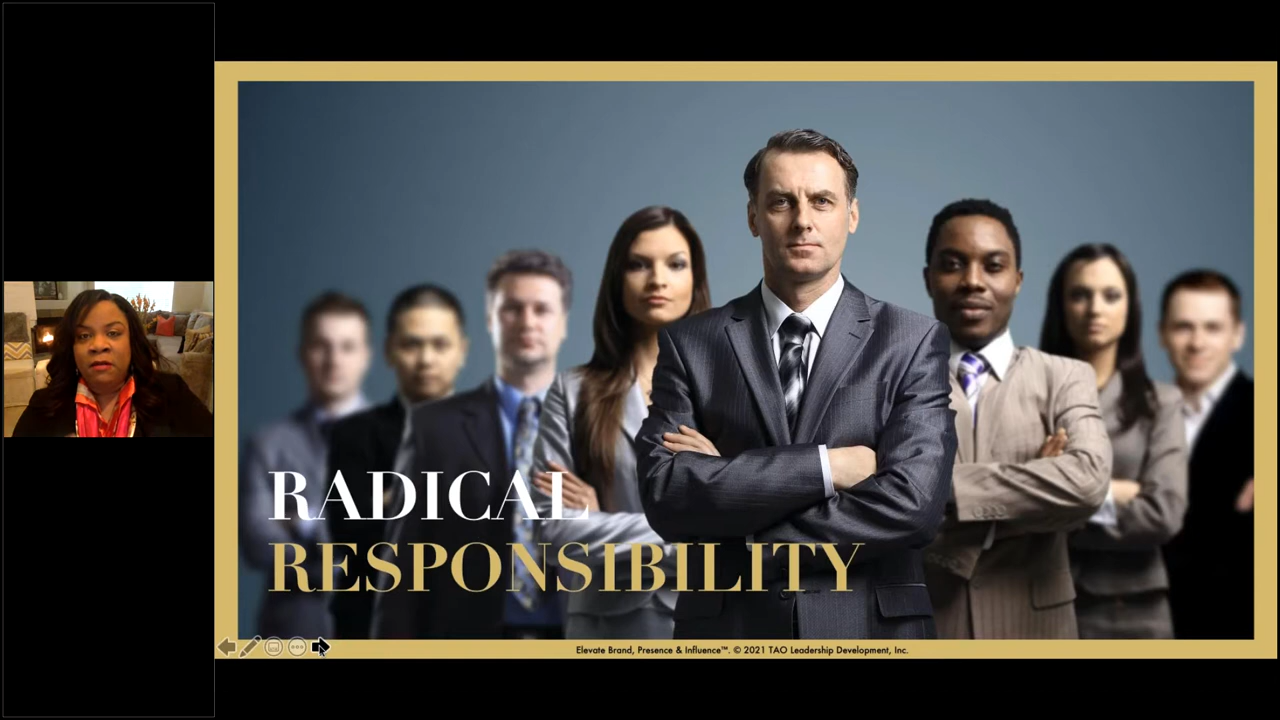 RADICAL
RESPONSIBILITY
Elevate Brand, Presence & Influence™. © 2021 TAO Leadership Development, Inc.